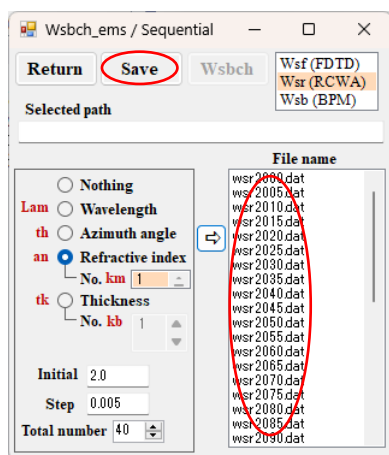 Wsbch_ems / Sequential
Return Save Wsbch
Wsf (FDTD)
Wsr (RCWA)
Wsb (BPM)
Selected path
File name
Nothing
Lam Wavelength
th Azimuth angle
an Refractive index
No. km 1
tk Thickness
No. kb 1
Initial 2.0
Step 0.005
Total number 40
wsr2000.dat
wsr2005.dat
wsr2010.dat
wsr2015.dat
wsr2020.dat
wsr2025.dat
wsr2030.dat
wsr2035.dat
wsr2040.dat
wsr2045.dat
wsr2050.dat
wsr2055.dat
wsr2060.dat
wsr2065.dat
wsr2070.dat
wsr2075.dat
wsr2080.dat
wsr2085.dat
wsr2090.dat